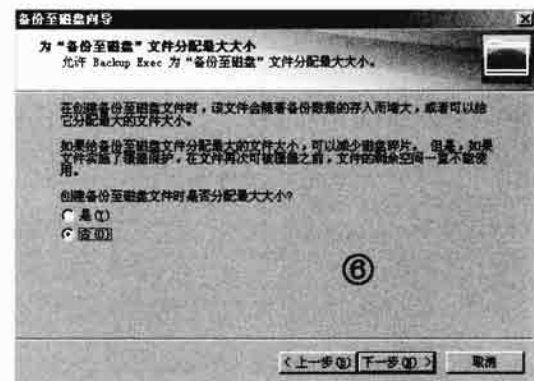 备份至磁盘向导
为“备份至磁盘”文件分配最大大小
允许 Backup Exec 为“备份至磁盘”文件分配最大大小。
在创建备份至磁盘文件时，该文件会随着备份数据的存入而增大，或者可以给
它分配最大的文件大小。
如果给备份至磁盘文件分配最大的文件大小，可以减少磁盘碎片。 但是，如果
文件实施了覆盖保护，在文件再次可被覆盖之前，文件的剩余空间一直不能使
用。
创建备份至磁盘文件时是否分配最大大小?
是(Y)
否(O)
⑥
<上一步(B) 下一步(N) > 取消